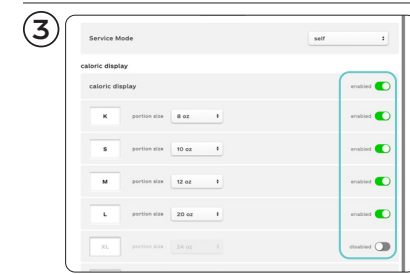 3
Service Mode self
caloric display
caloric display enabled
K portion size 8 oz enabled
S portion size 10 oz enabled
M portion size 12 oz enabled
L portion size 20 oz enabled
XL portion size 24 oz disabled